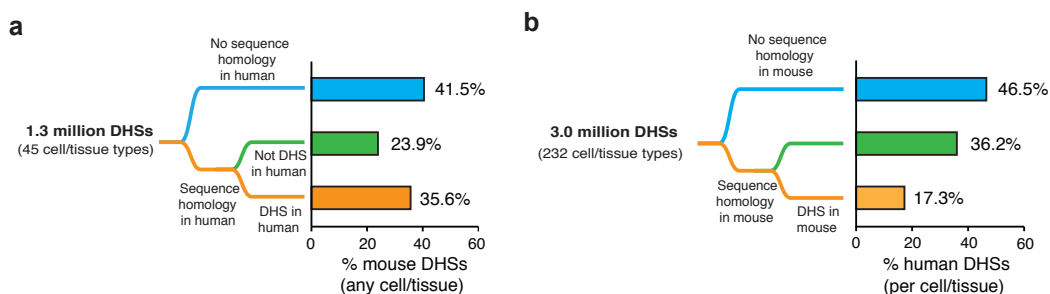 a
No sequence
homology
in human
41.5%
1.3 million DHSs
(45 cell/tissue types)
Not DHS
in human
23.9%
Sequence
homology
in human
DHS in
human
35.6%
0 20 40 60
% mouse DHSs
(any cell/tissue)
b
No sequence
homology
in mouse
46.5%
3.0 million DHSs
(232 cell/tissue types)
36.2%
Sequence
homology
in mouse
DHS in
mouse
17.3%
0 20 40 60
% human DHSs
(per cell/tissue)